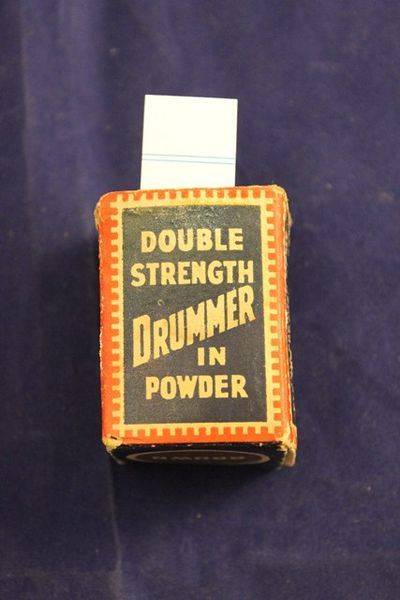 DOUBLE
STRENGTH
DRUMMER
IN
POWDER